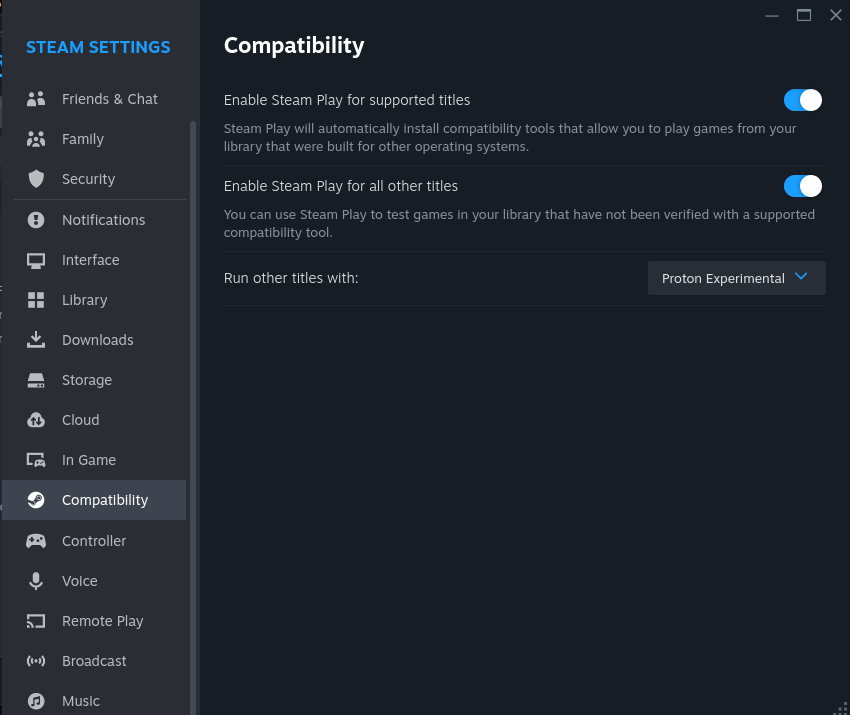 STEAM SETTINGS
Friends & Chat
Family
Security
Notifications
Interface
Library
Downloads
Storage
Cloud
In Game
Compatibility
Controller
Voice
Remote Play
Broadcast
Music
Compatibility
Enable Steam Play for supported titles
Steam Play will automatically install compatibility tools that allow you to play games from your
library that were built for other operating systems.
Enable Steam Play for all other titles
You can use Steam Play to test games in your library that have not been verified with a supported
compatibility tool.
Run other titles with:
Proton Experimental